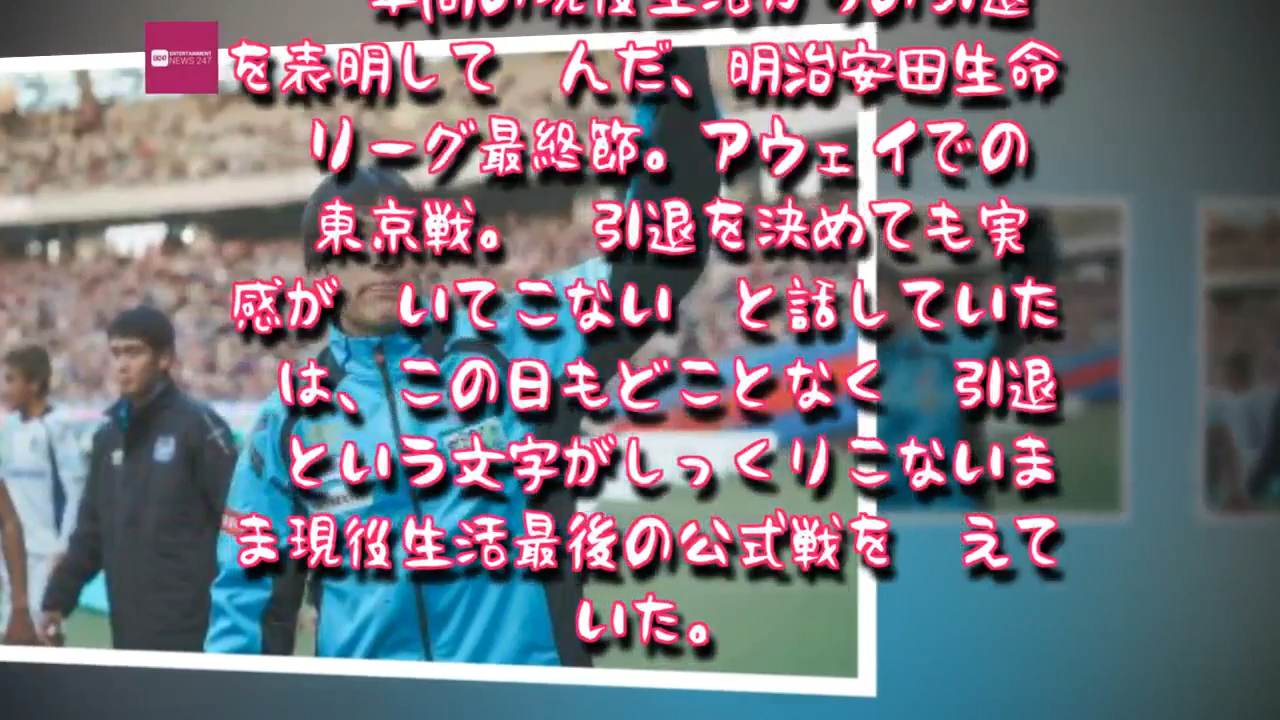 ENTERTAINMENT
NEWS 247
を表明して　んだ、明治安田生命
リーグ最終節。アウェイでの
東京戦。　引退を決めても実
感が　いてこない　と話していた
は、この日もどことなく　引退
という文字がしっくりこないま
ま現役生活最後の公式戦を　えて
いた。